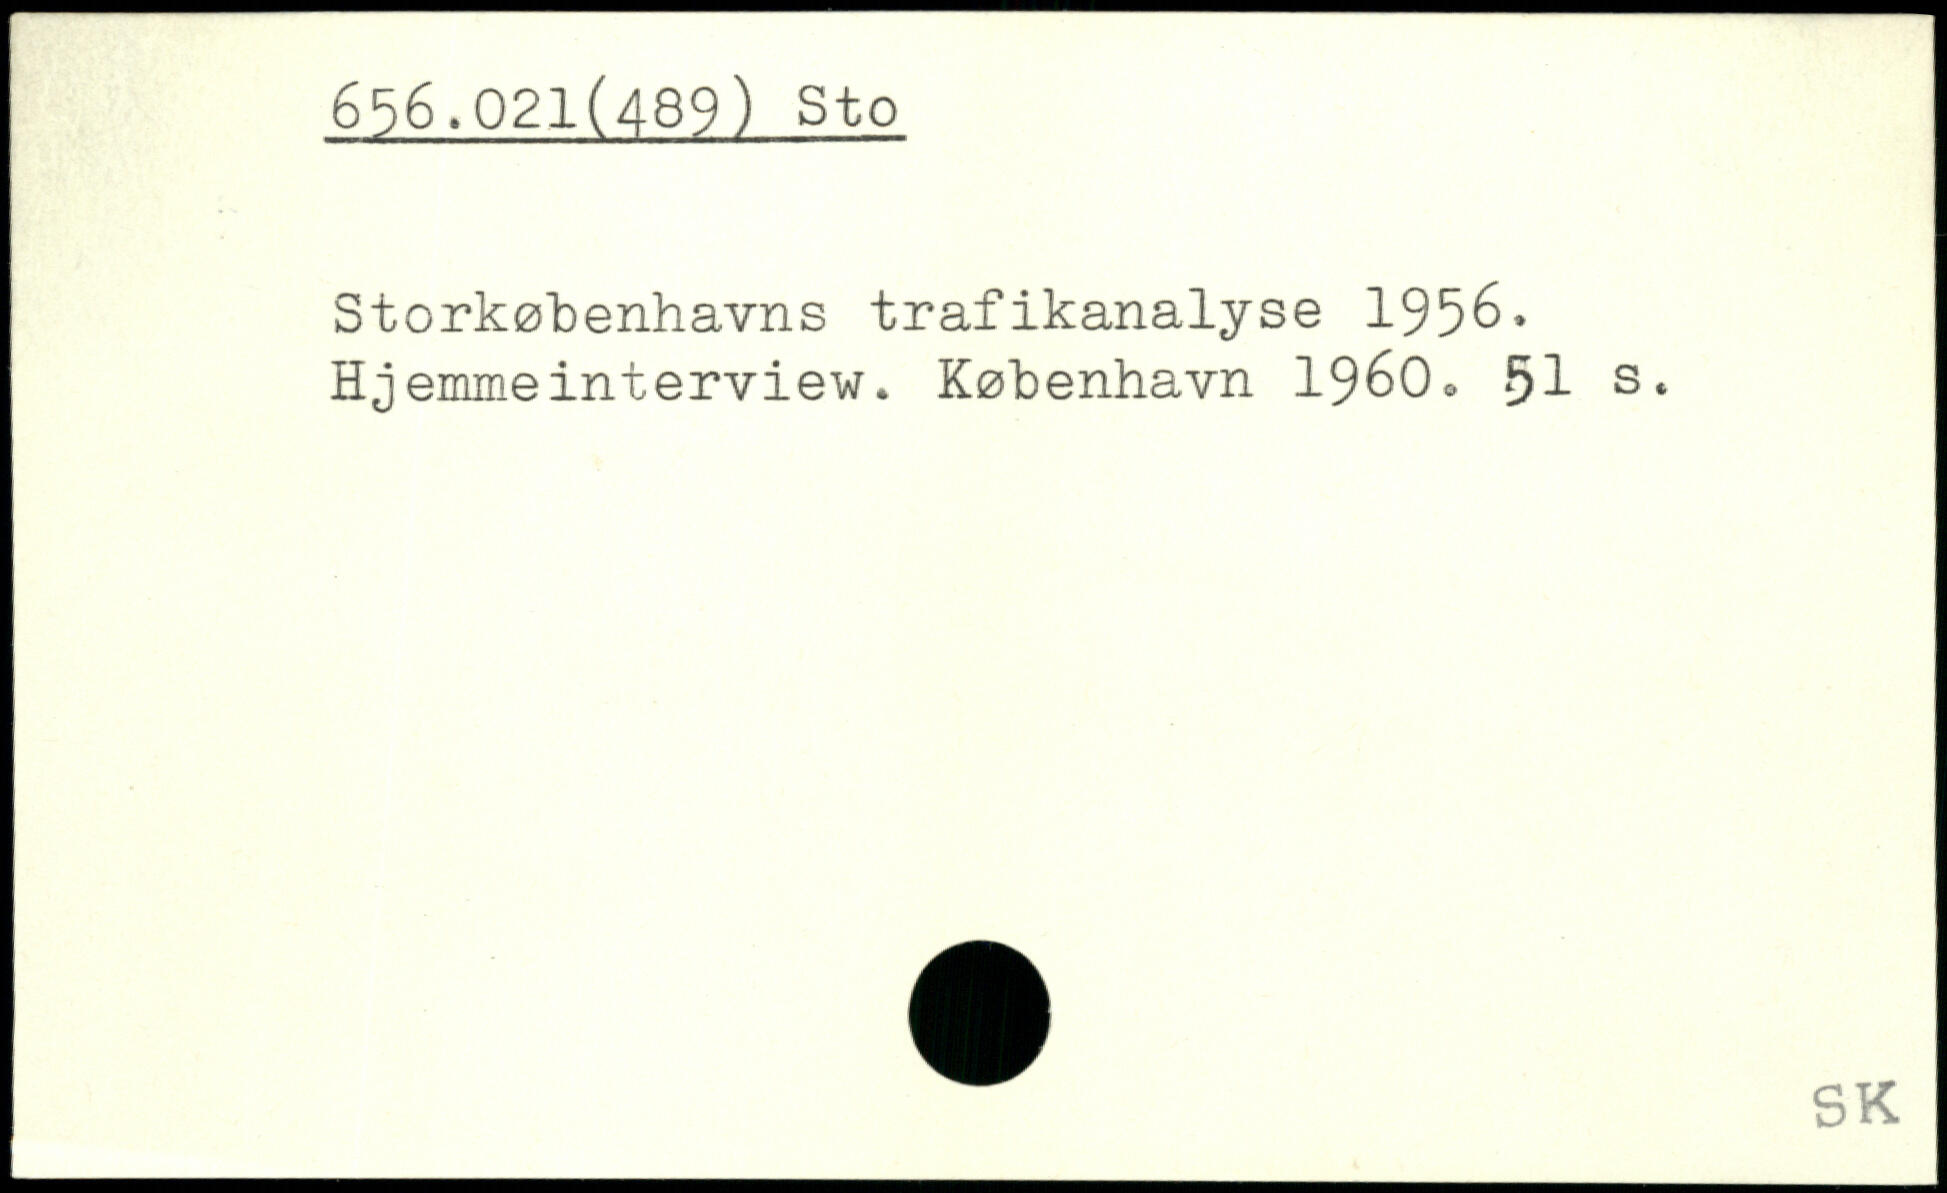 656.021(489) Sto
Storkøbenhavns trafikanalyse 1956.
Hjemmeinterview. København 1960. 51 s.
SK